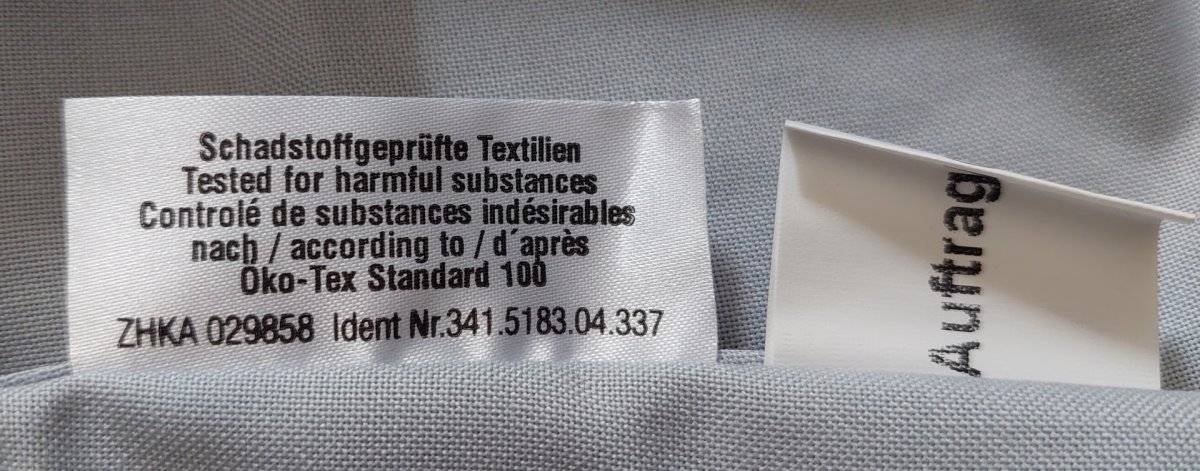 Schadstoffgeprüfte Textilien
Tested for harmful substances
Controlé de substances indésirables
nach / according to / d´après
Öko-Tex Standard 100
ZHKA 029858 Ident Nr.341.5183.04.337
Auftrag